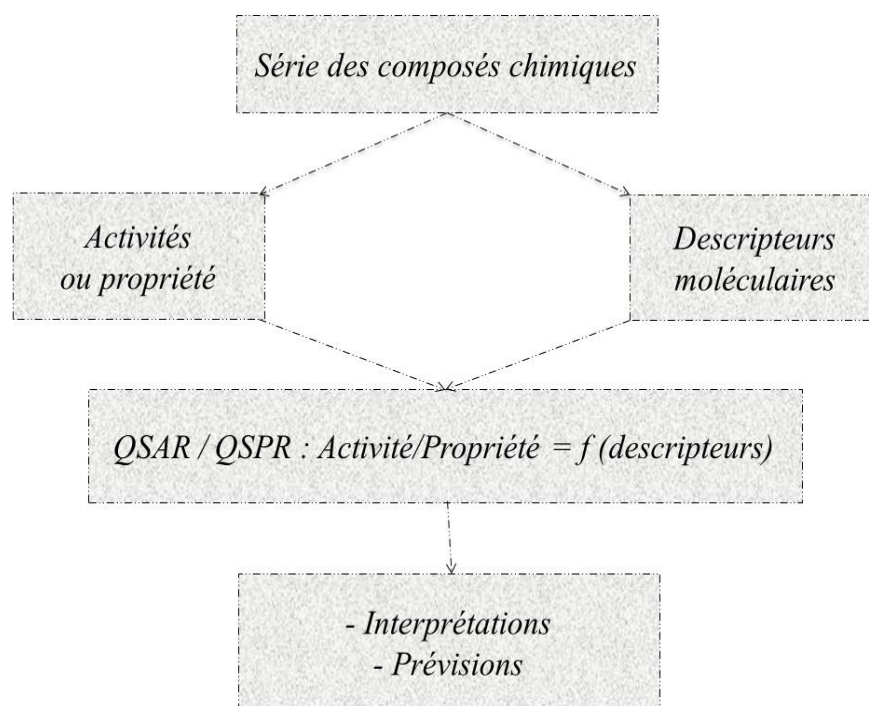 Série des composés chimiques
Activités
ou propriété
Descripteurs
moléculaires
QSAR / QSPR : Activité/Propriété = f (descripteurs)
- Interprétations
- Prévisions